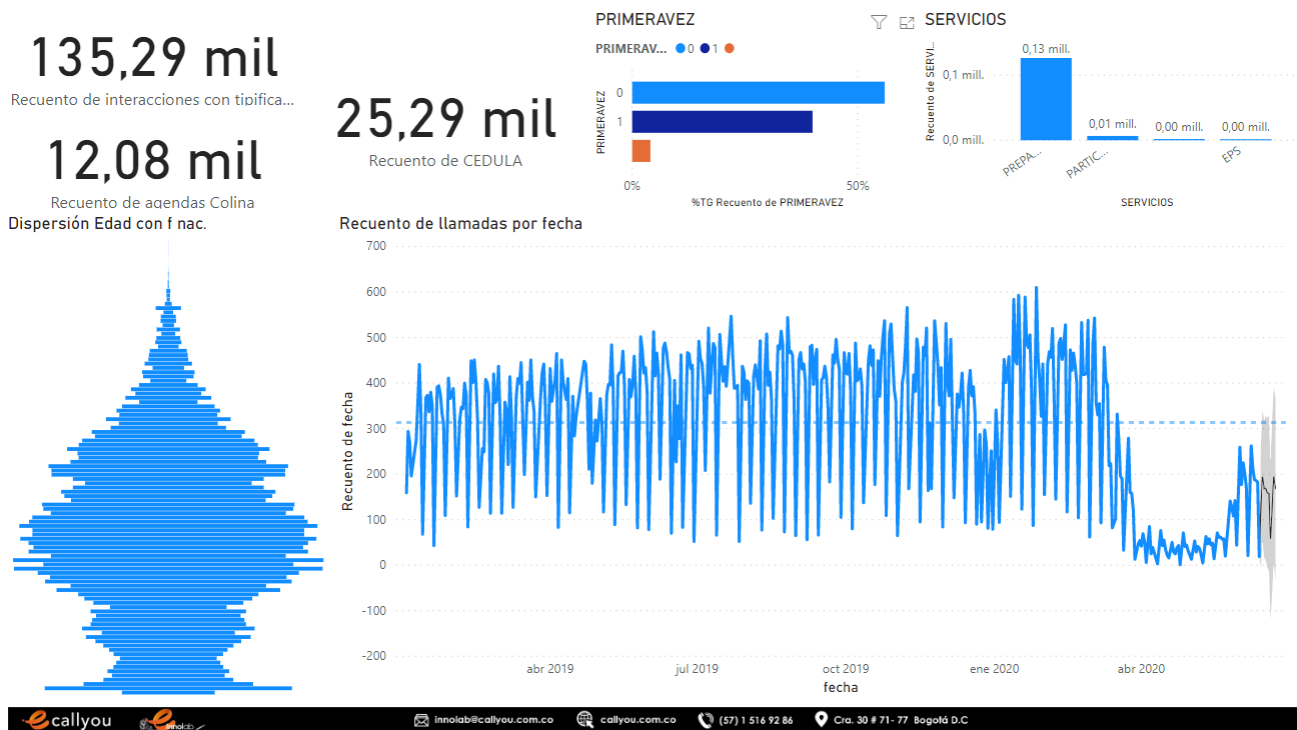 135,29 mil
Recuento de interacciones con tipifica...
12,08 mil
Recuento de agendas Colina
25,29 mil
Recuento de CEDULA
PRIMERAVEZ
PRIMERAV... 0 1
PRIMERAVEZ
0
1
0%
50%
%TG Recuento de PRIMERAVEZ
SERVICIOS
Recuento de SERVI...
0,1 mill.
0,0 mill.
0,13 mill.
0,01 mill.
0,00 mill.
0,00 mill.
PREPA...
PARTIC...
EPS
SERVICIOS
Dispersión Edad con f nac.
Recuento de llamadas por fecha
Recuento de fecha
700
600
500
400
300
200
100
0
-100
-200
abr 2019
jul 2019
oct 2019
ene 2020
abr 2020
fecha
callyou
innolab
innolab@callyou.com.co
callyou.com.co
(57) 1 516 92 86
Cra. 30 # 71- 77 Bogotá D.C